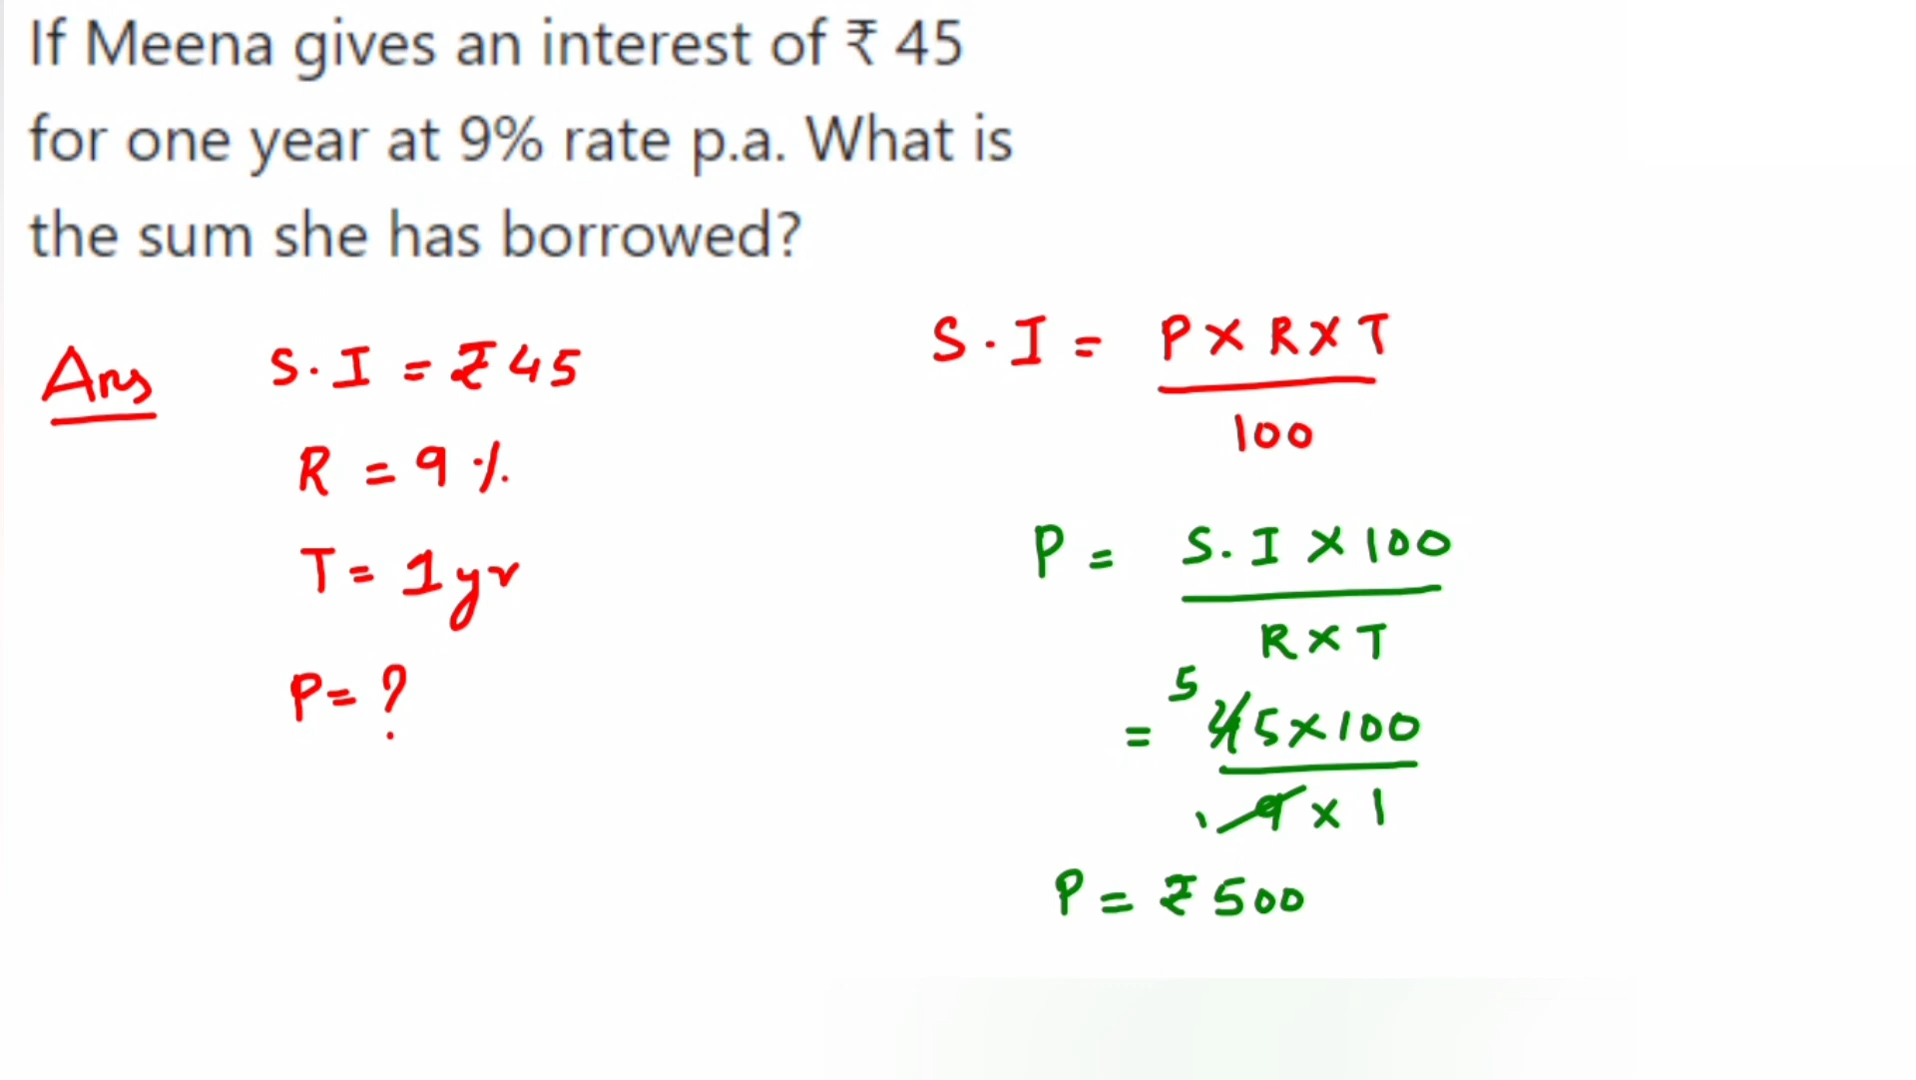 If Meena gives an interest of ₹ 45
for one year at 9% rate p.a. What is
the sum she has borrowed?
Ans
S.I = ₹45
R = 9%
T = 1yr
P = ?
S.I = P×R×T
100
P = S.I × 100
R×T
5
= 45×100
1 9×1
P = ₹500